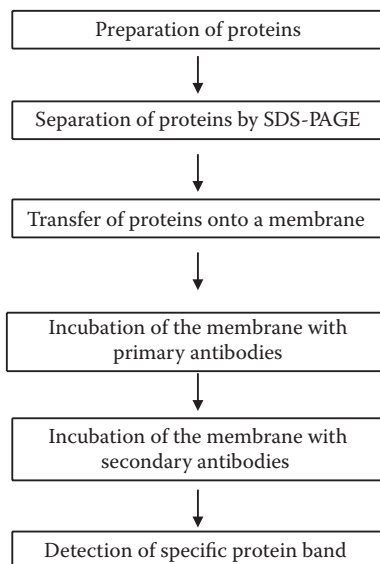 Preparation of proteins
Separation of proteins by SDS-PAGE
Transfer of proteins onto a membrane
Incubation of the membrane with
primary antibodies
Incubation of the membrane with
secondary antibodies
Detection of specific protein band